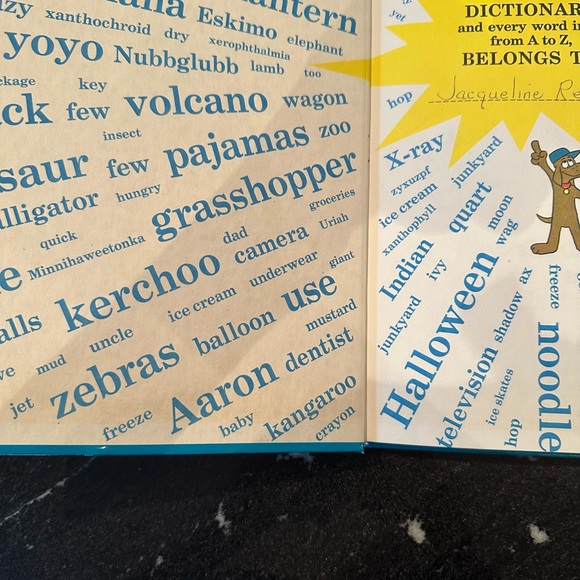 xanthochroid dry Eskimo elephant
yoyo Nubbglubb xerophthalmia lamb too
key
few volcano wagon
insect
few pajamas zoo
hungry grasshopper groceries
quick Minnihaweetonka dad camera Uriah
kerchoo ice cream underwear giant
mud uncle balloon use mustard
jet zebras Aaron dentist
freeze baby kangaroo crayon
yet
and every word in
from A to Z,
hop
Jacqueline
X-ray junkyard
zyxuzpf
ice cream quart moon
xanthophyll
Indian ivy wag
junkyard Halloween shadow ax freeze
television ice skates noodle
hop